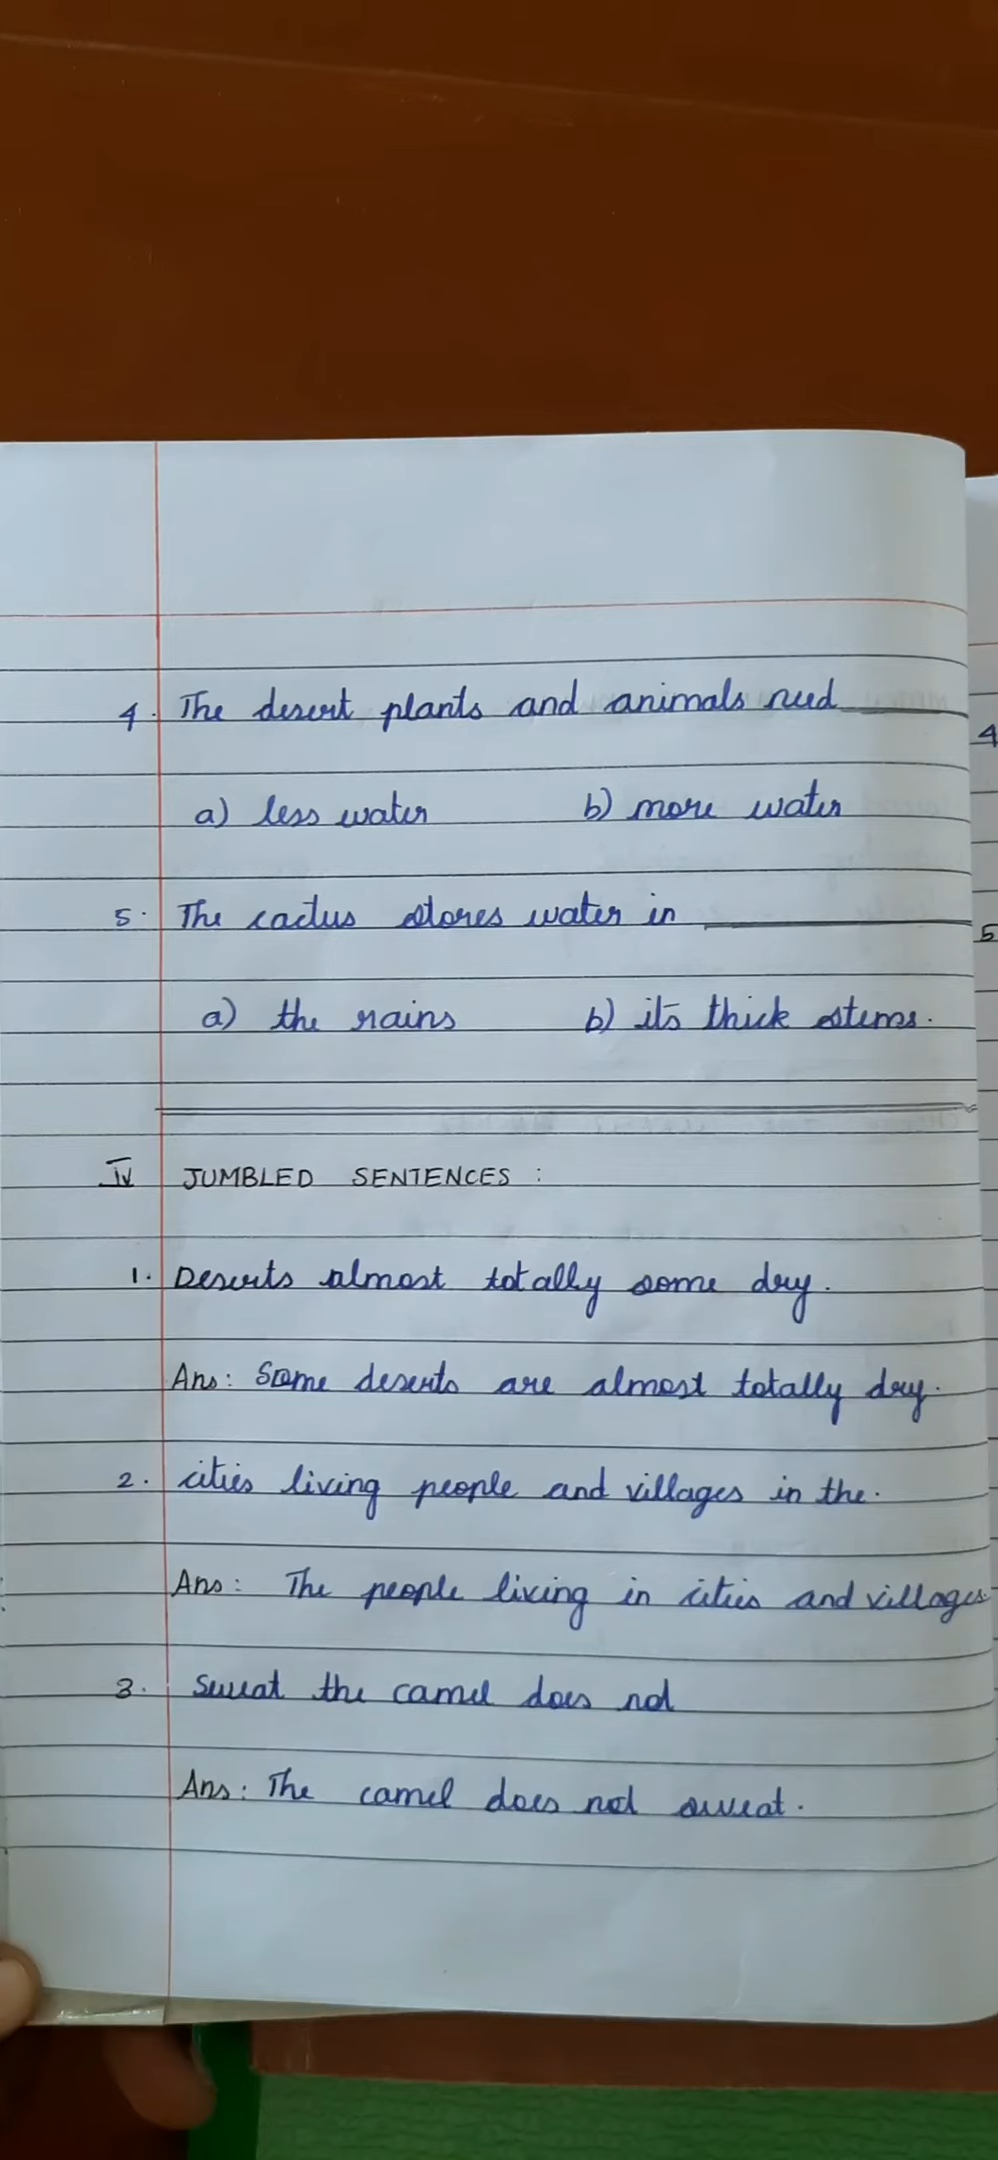 4. The desert plants and animals need
a) less water b) more water
5. The cactus stores water in
a) the rains b) its thick stems.
IV JUMBLED SENTENCES :
1. Deserts almost totally some dry.
Ans: Some deserts are almost totally dry.
2. cities living people and villages in the.
Ans: The people living in cities and villages
3. Sweat the camel does not
Ans: The camel does not sweat.
4
5